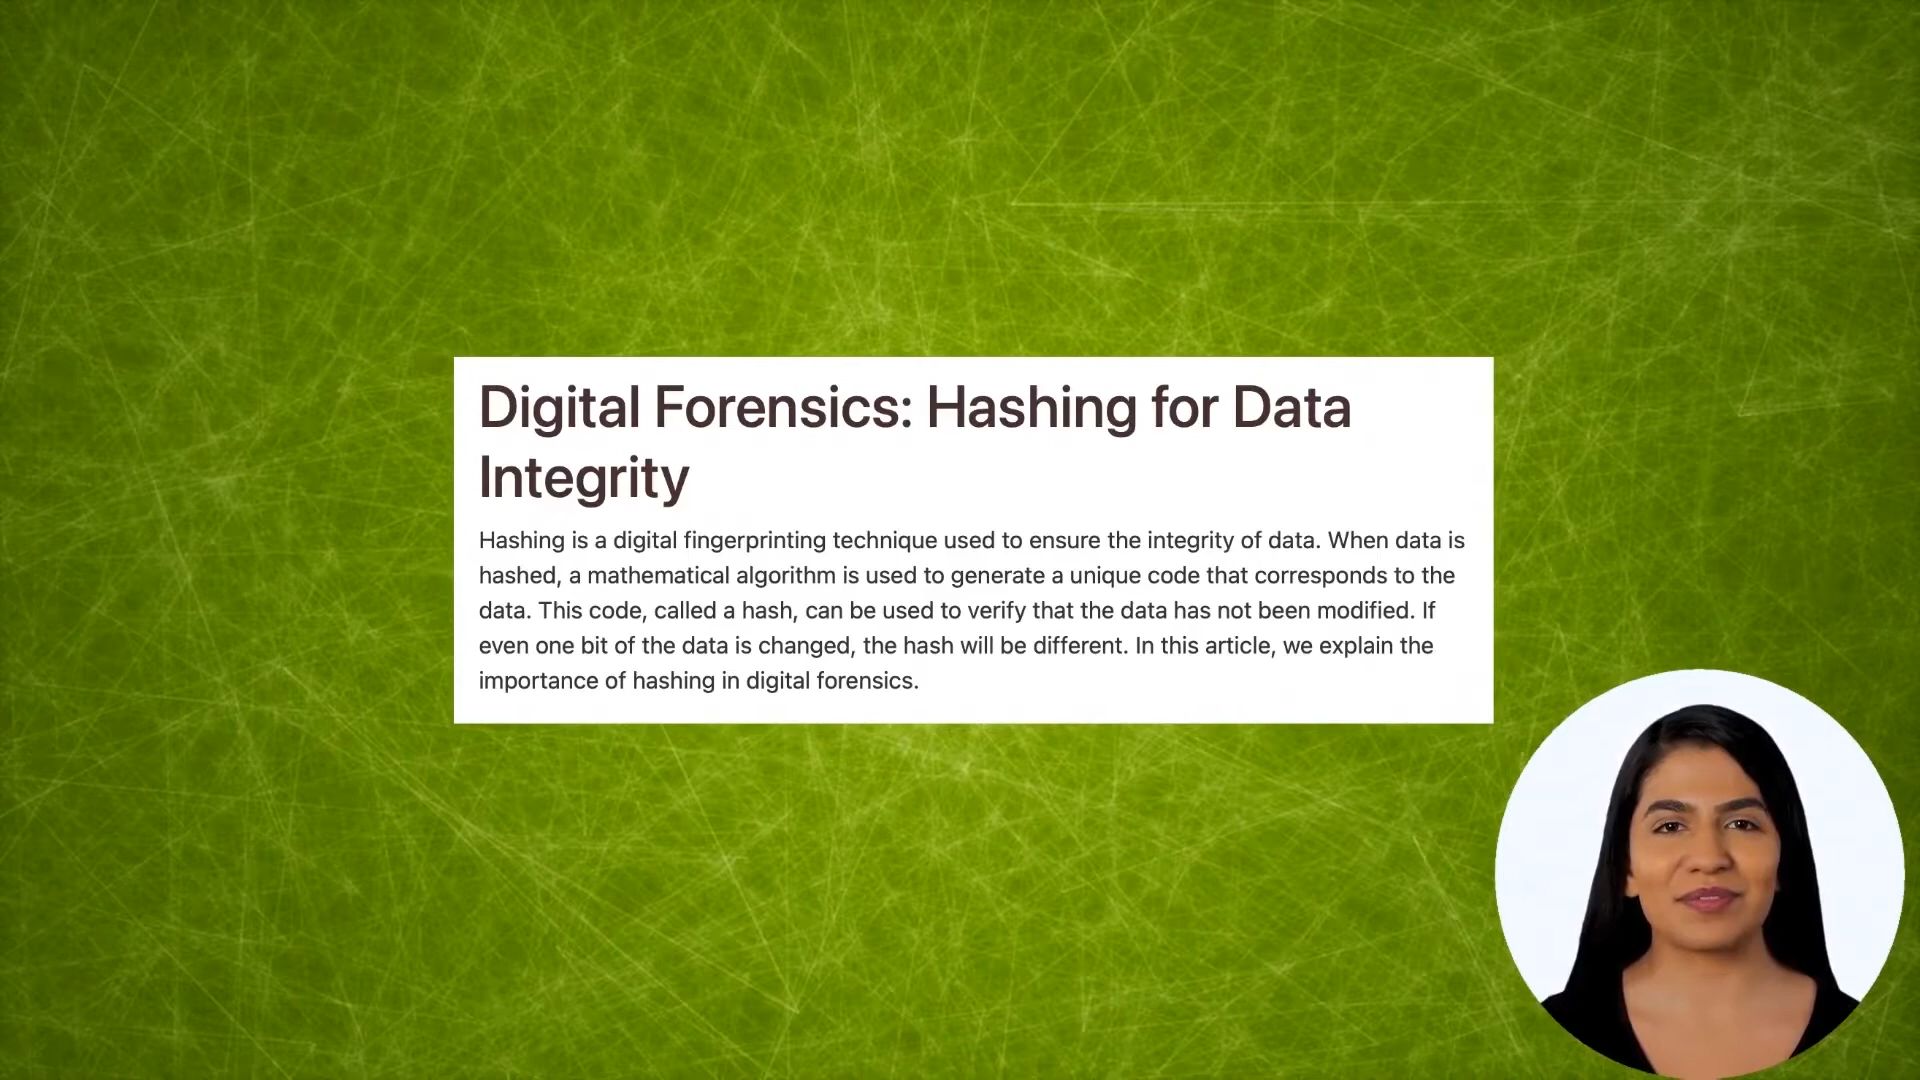 Digital Forensics: Hashing for Data
Integrity
Hashing is a digital fingerprinting technique used to ensure the integrity of data. When data is
hashed, a mathematical algorithm is used to generate a unique code that corresponds to the
data. This code, called a hash, can be used to verify that the data has not been modified. If
even one bit of the data is changed, the hash will be different. In this article, we explain the
importance of hashing in digital forensics.